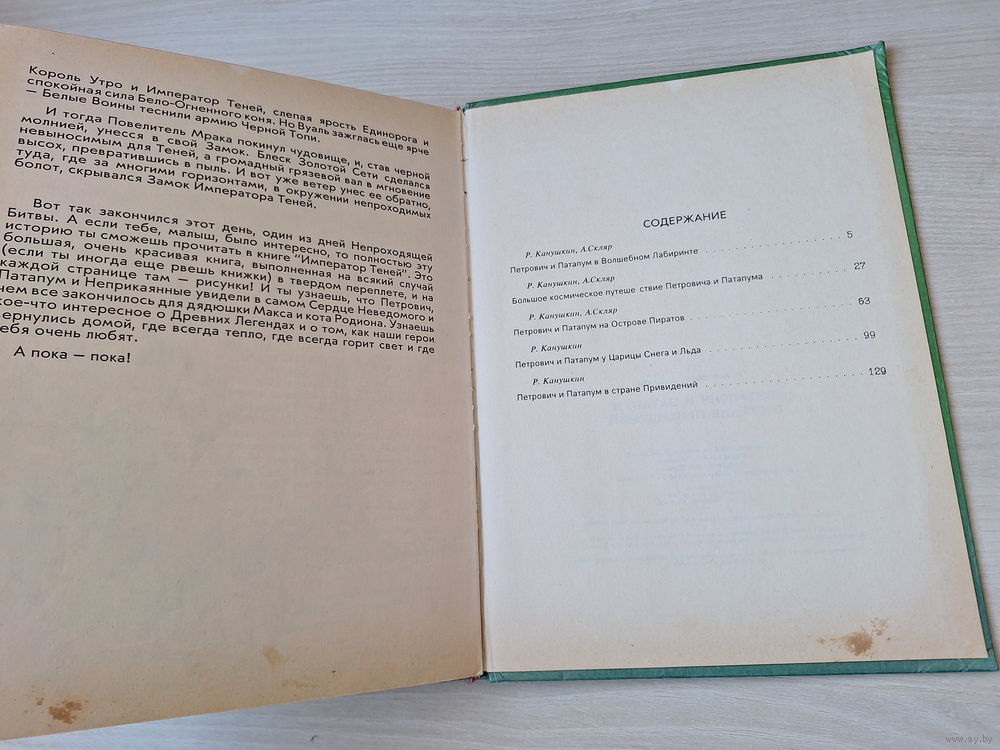 Король Утро и Император Теней, слепая ярость Единорога и
спокойная сила Бело-Огненного коня. Но Вуаль зажглась еще ярче
— Белые Воины теснили армию Черной Топи.
И тогда Повелитель Мрака покинул чудовище, и, став черной
молнией, унесся в свой Замок. Блеск Золотой Сети сделался
невыносимым для Теней, а громадный грязевой вал в мгновение
высох, превратившись в пыль. И вот уже ветер унес ее обратно,
туда, где за многими горизонтами, в окружении непроходимых
болот, скрывался Замок Императора Теней.
Вот так закончился этот день, один из дней Непроходящей
Битвы. А если тебе, малыш, было интересно, то полностью эту
историю ты сможешь прочитать в книге "Император Теней". Это
большая, очень красивая книга, выполненная на всякий случай
(если ты иногда еще рвешь книжки) в твердом переплете, и на
каждой странице там — рисунки! И ты узнаешь, что Петрович,
Патапум и Неприкаянные увидели в самом Сердце Неведомого и
нем все закончилось для дядюшки Макса и кота Родиона. Узнаешь
кое-что интересное о Древних Легендах и о том, как наши герои
ернулись домой, где всегда тепло, где всегда горит свет и где
ебя очень любят.
А пока — пока!
СОДЕРЖАНИЕ
Р. Канушкин, А.Скляр
Петрович и Патапум в Волшебном Лабиринте . . . . . . . . . . . . . . . . . 5
Р. Канушкин, А.Скляр
Большое космическое путеше ствие Петровича и Патапума . . . . . . . . . . 27
Р. Канушкин, А.Скляр
Петрович и Патапум на Острове Пиратов . . . . . . . . . . . . . . . . . . . 63
Р. Канушкин
Петрович и Патапум у Царицы Снега и Льда . . . . . . . . . . . . . . . . . 99
Р. Канушкин
Петрович и Патапум в стране Привидений . . . . . . . . . . . . . . . . . . 129
www.ay.by